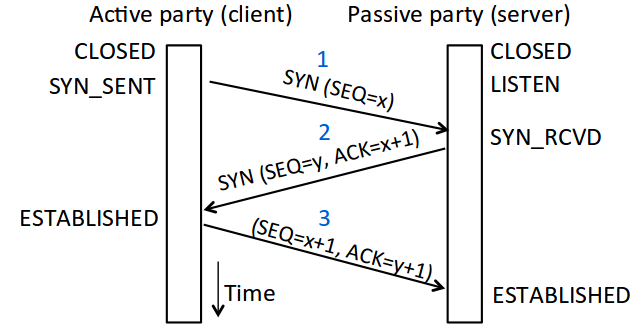 Active party (client)
Passive party (server)
CLOSED
SYN_SENT
1
SYN (SEQ=x)
CLOSED
LISTEN
2
SYN (SEQ=y, ACK=x+1)
SYN_RCVD
ESTABLISHED
3
(SEQ=x+1, ACK=y+1)
Time
ESTABLISHED